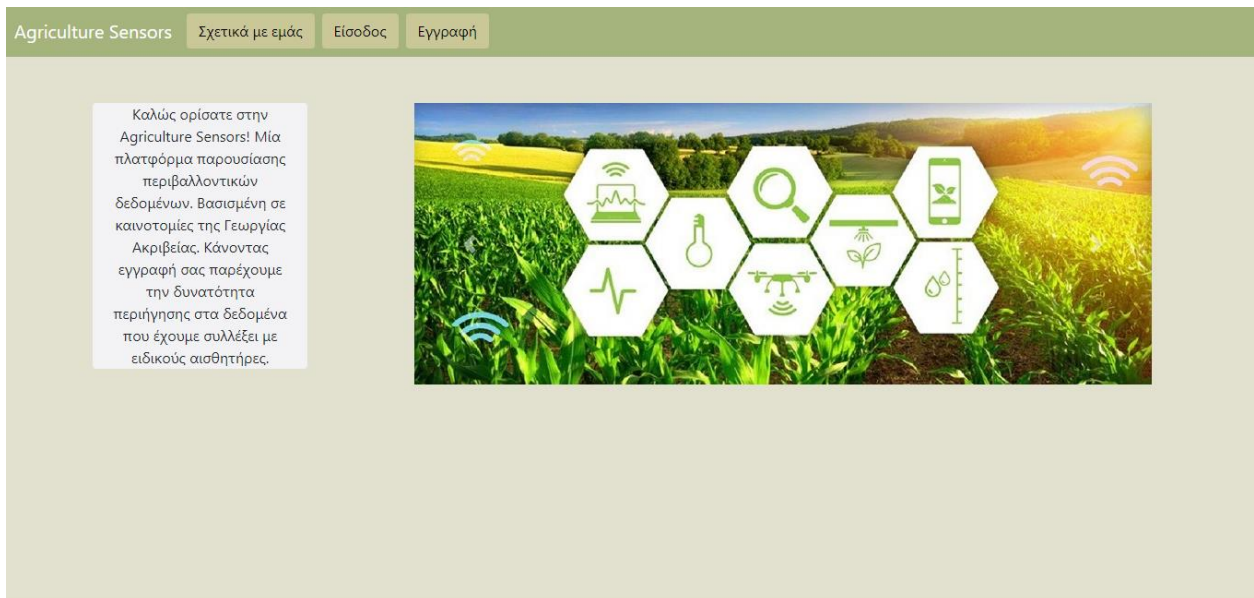 Agriculture Sensors Σχετικά με εμάς Είσοδος Εγγραφή
Καλώς ορίσατε στην
Agriculture Sensors! Μία
πλατφόρμα παρουσίασης
περιβαλλοντικών
δεδομένων. Βασισμένη σε
καινοτομίες της Γεωργίας
Ακριβείας. Κάνοντας
εγγραφή σας παρέχουμε
την δυνατότητα
περιήγησης στα δεδομένα
που έχουμε συλλέξει με
ειδικούς αισθητήρες.